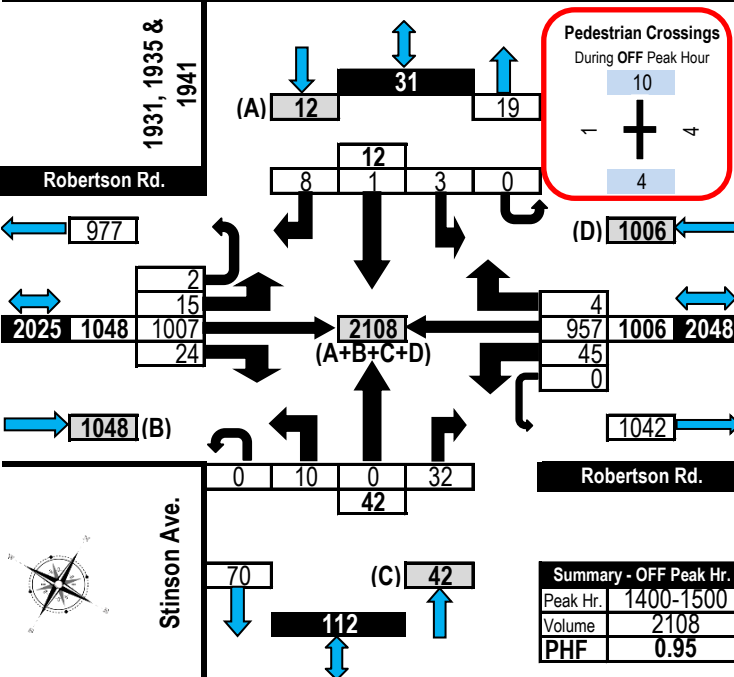 1931, 1935 &
1941
Robertson Rd.
(A) 12
31
19
Pedestrian Crossings
During OFF Peak Hour
10
1
4
4
12
8 1 3 0
977
(D) 1006
2
15
2025 1048 1007
24
2108
(A+B+C+D)
4
957 1006 2048
45
0
1048 (B)
1042
0 10 0 32
42
Robertson Rd.
Stinson Ave.
70
(C) 42
112
Summary - OFF Peak Hr.
Peak Hr. 1400-1500
Volume 2108
PHF 0.95